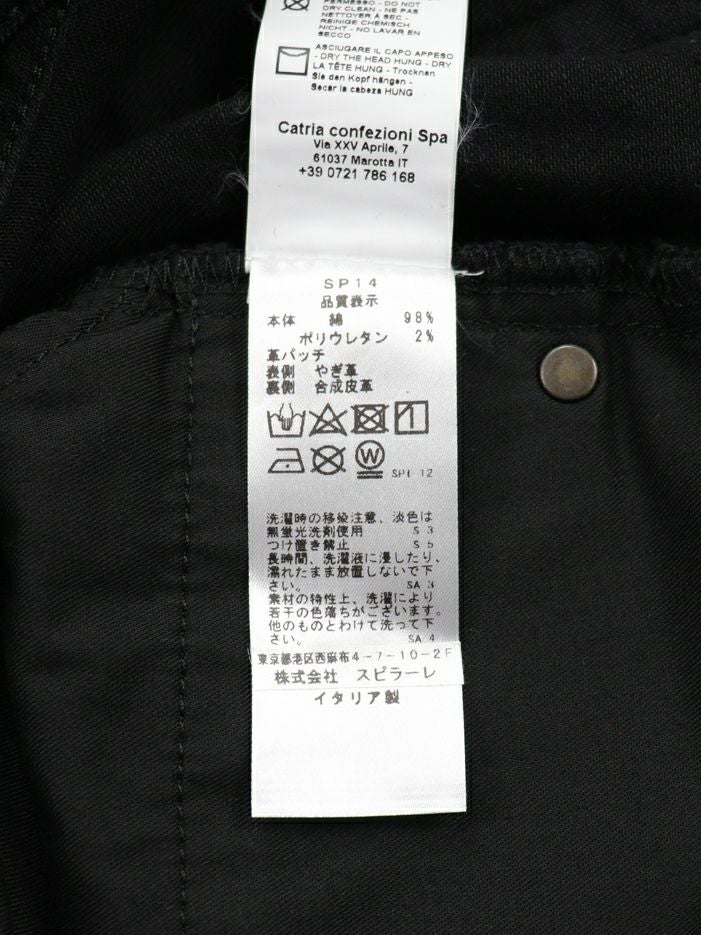 PERMESSO - DO NOT
DRY CLEAN - NE PAS
NETTOYER À SEC -
REINIGE CHEMISCH
NICHT - NO LAVAR EN
SECCO
ASCIUGARE IL CAPO APPESO
- DRY THE HEAD HUNG - DRY
LA TÊTE HUNG - Trocknen
Sie den Kopf hängen -
Secar la cabeza HUNG
Catria confezioni Spa
Via XXV Aprile, 7
61037 Marotta IT
+39 0721 786 168
SP14
品質表示
本体 綿 98%
ポリウレタン 2%
革パッチ
表側 やぎ革
裏側 合成皮革
W
SPI 12
洗濯時の移染注意、淡色は
無蛍光洗剤使用 S 3
つけ置き禁止 S 5
長時間、洗濯液に浸したり、
濡れたまま放置しないで下
さい。 SA 3
素材の特性上、洗濯により
若干の色落ちがございます。
他のものとわけて洗って下
さい。 SA 4
東京都港区西麻布4-7-10-2F
株式会社 スピラーレ
イタリア製